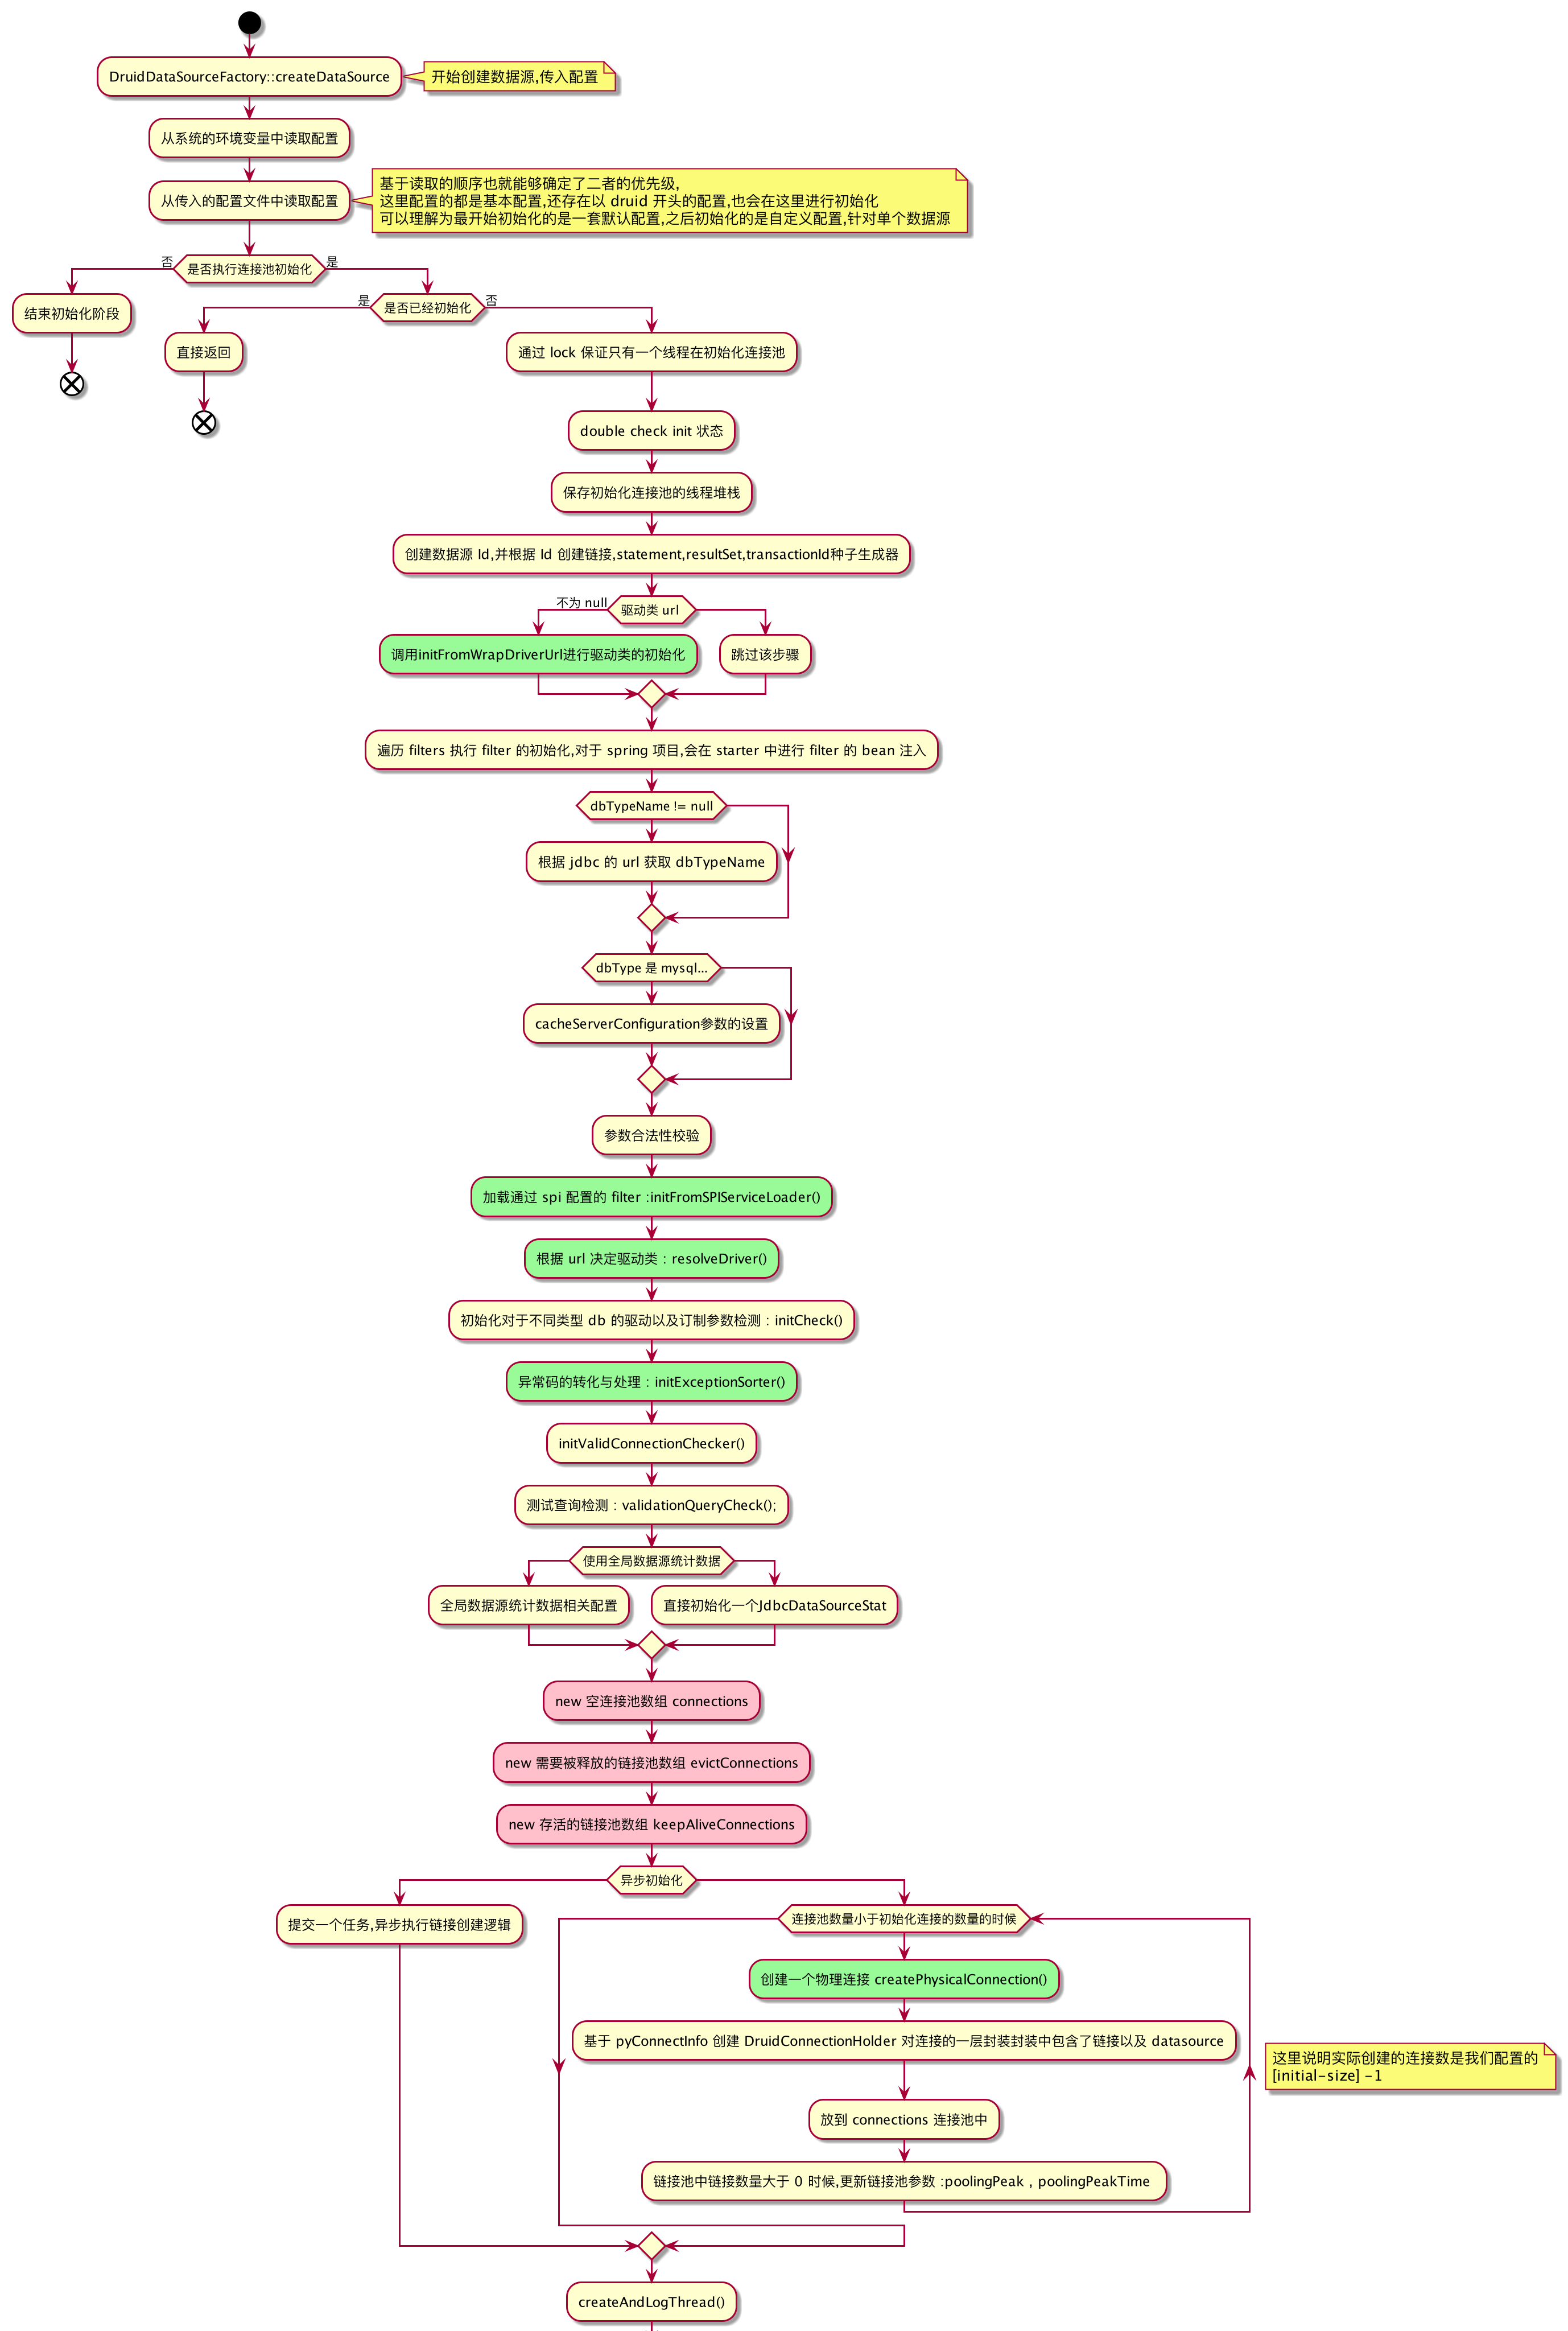 DruidDataSourceFactory::createDataSource
开始创建数据源,传入配置
从系统的环境变量中读取配置
从传入的配置文件中读取配置
基于读取的顺序也就能够确定了二者的优先级,
这里配置的都是基本配置,还存在以 druid 开头的配置,也会在这里进行初始化
可以理解为最开始初始化的是一套默认配置,之后初始化的是自定义配置,针对单个数据源
否
是否执行连接池初始化
是
结束初始化阶段
是
是否已经初始化
否
直接返回
通过 lock 保证只有一个线程在初始化连接池
double check init 状态
保存初始化连接池的线程堆栈
创建数据源 Id,并根据 Id 创建链接,statement,resultSet,transactionId种子生成器
不为 null
驱动类 url
调用initFromWrapDriverUrl进行驱动类的初始化
跳过该步骤
遍历 filters 执行 filter 的初始化,对于 spring 项目,会在 starter 中进行 filter 的 bean 注入
dbTypeName != null
根据 jdbc 的 url 获取 dbTypeName
dbType 是 mysql...
cacheServerConfiguration参数的设置
参数合法性校验
加载通过 spi 配置的 filter :initFromSPIServiceLoader()
根据 url 决定驱动类 : resolveDriver()
初始化对于不同类型 db 的驱动以及订制参数检测 : initCheck()
异常码的转化与处理 : initExceptionSorter()
initValidConnectionChecker()
测试查询检测 : validationQueryCheck();
使用全局数据源统计数据
全局数据源统计数据相关配置
直接初始化一个JdbcDataSourceStat
new 空连接池数组 connections
new 需要被释放的链接池数组 evictConnections
new 存活的链接池数组 keepAliveConnections
异步初始化
提交一个任务,异步执行链接创建逻辑
连接池数量小于初始化连接的数量的时候
创建一个物理连接 createPhysicalConnection()
基于 pyConnectInfo 创建 DruidConnectionHolder 对连接的一层封装封装中包含了链接以及 datasource
这里说明实际创建的连接数是我们配置的
[initial-size] -1
放到 connections 连接池中
链接池中链接数量大于 0 时候,更新链接池参数 :poolingPeak , poolingPeakTime
createAndLogThread()